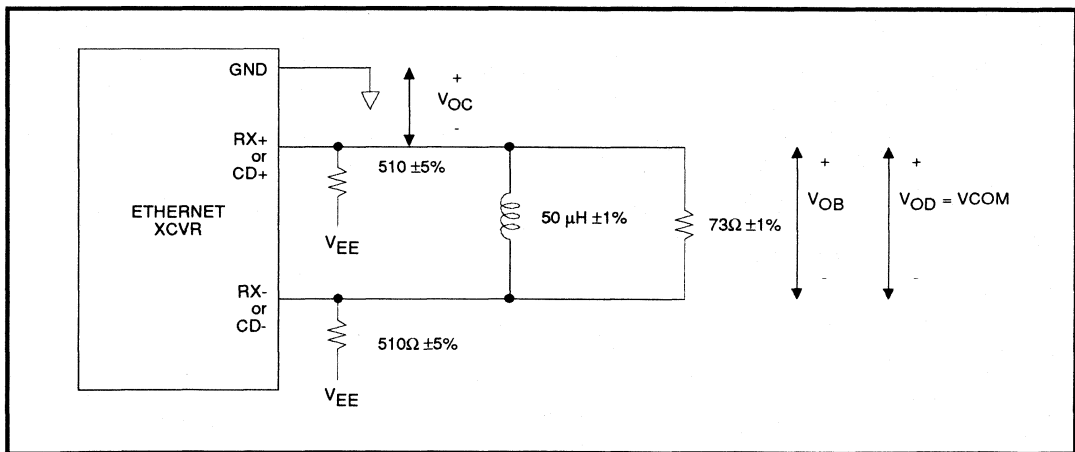 GND
+
VOC
-
RX+
or
CD+
510 ±5%
VEE
ETHERNET
XCVR
50 µH ±1%
73Ω ±1%
+
VOB
-
+
VOD = VCOM
-
RX-
or
CD-
510Ω ±5%
VEE